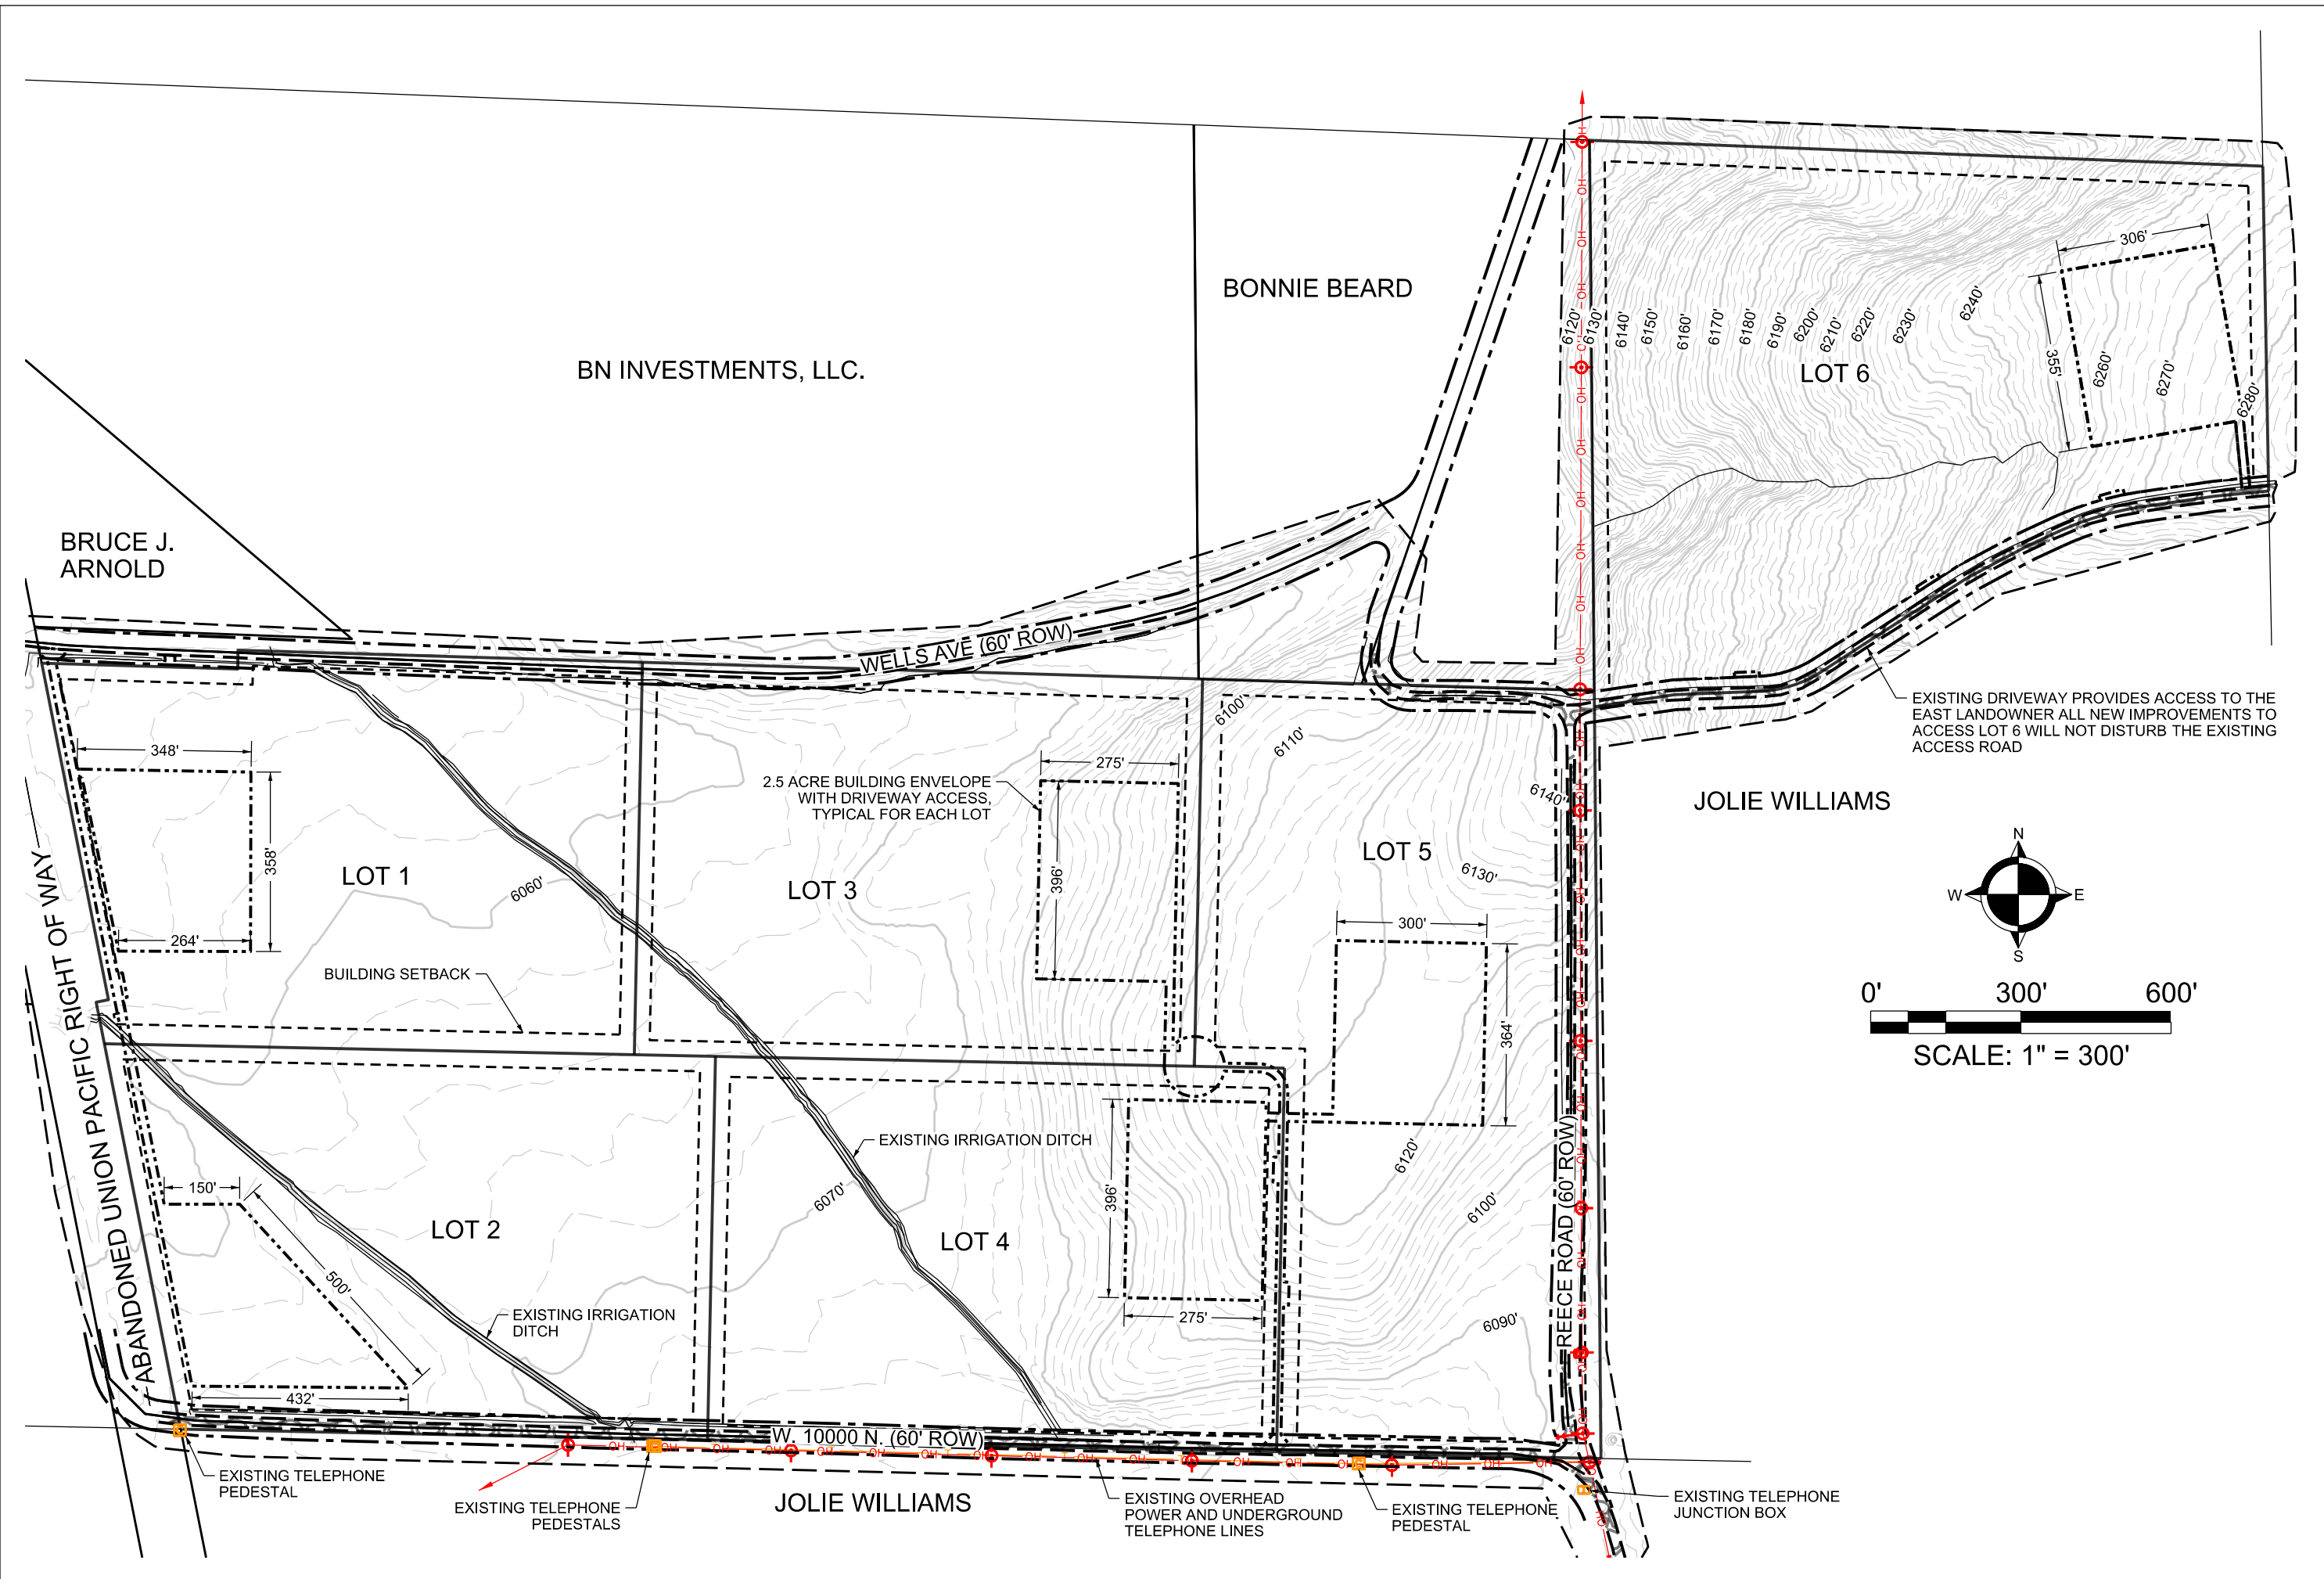 BONNIE BEARD
BN INVESTMENTS, LLC.
BRUCE J.
ARNOLD
6120'
6130'
6140'
6150'
6160'
6170'
6180'
6190'
6200'
6210'
6220'
6230'
6240'
306'
355'
6260'
6270'
6280'
LOT 6
WELLS AVE (60' ROW)
EXISTING DRIVEWAY PROVIDES ACCESS TO THE
EAST LANDOWNER ALL NEW IMPROVEMENTS TO
ACCESS LOT 6 WILL NOT DISTURB THE EXISTING
ACCESS ROAD
JOLIE WILLIAMS
348'
358'
264'
LOT 1
6060'
BUILDING SETBACK
2.5 ACRE BUILDING ENVELOPE
WITH DRIVEWAY ACCESS,
TYPICAL FOR EACH LOT
275'
396'
LOT 3
6100'
6110'
6140'
LOT 5
6130'
300'
364'
6120'
6100'
6090'
N
W
E
S
0'
300'
600'
SCALE: 1" = 300'
ABANDONED UNION PACIFIC RIGHT OF WAY
150'
500'
432'
LOT 2
EXISTING IRRIGATION
DITCH
EXISTING IRRIGATION DITCH
6070'
LOT 4
396'
275'
REECE ROAD (60' ROW)
W. 10000 N. (60' ROW)
EXISTING TELEPHONE
PEDESTAL
EXISTING TELEPHONE
PEDESTALS
JOLIE WILLIAMS
EXISTING OVERHEAD
POWER AND UNDERGROUND
TELEPHONE LINES
EXISTING TELEPHONE
PEDESTAL
EXISTING TELEPHONE
JUNCTION BOX